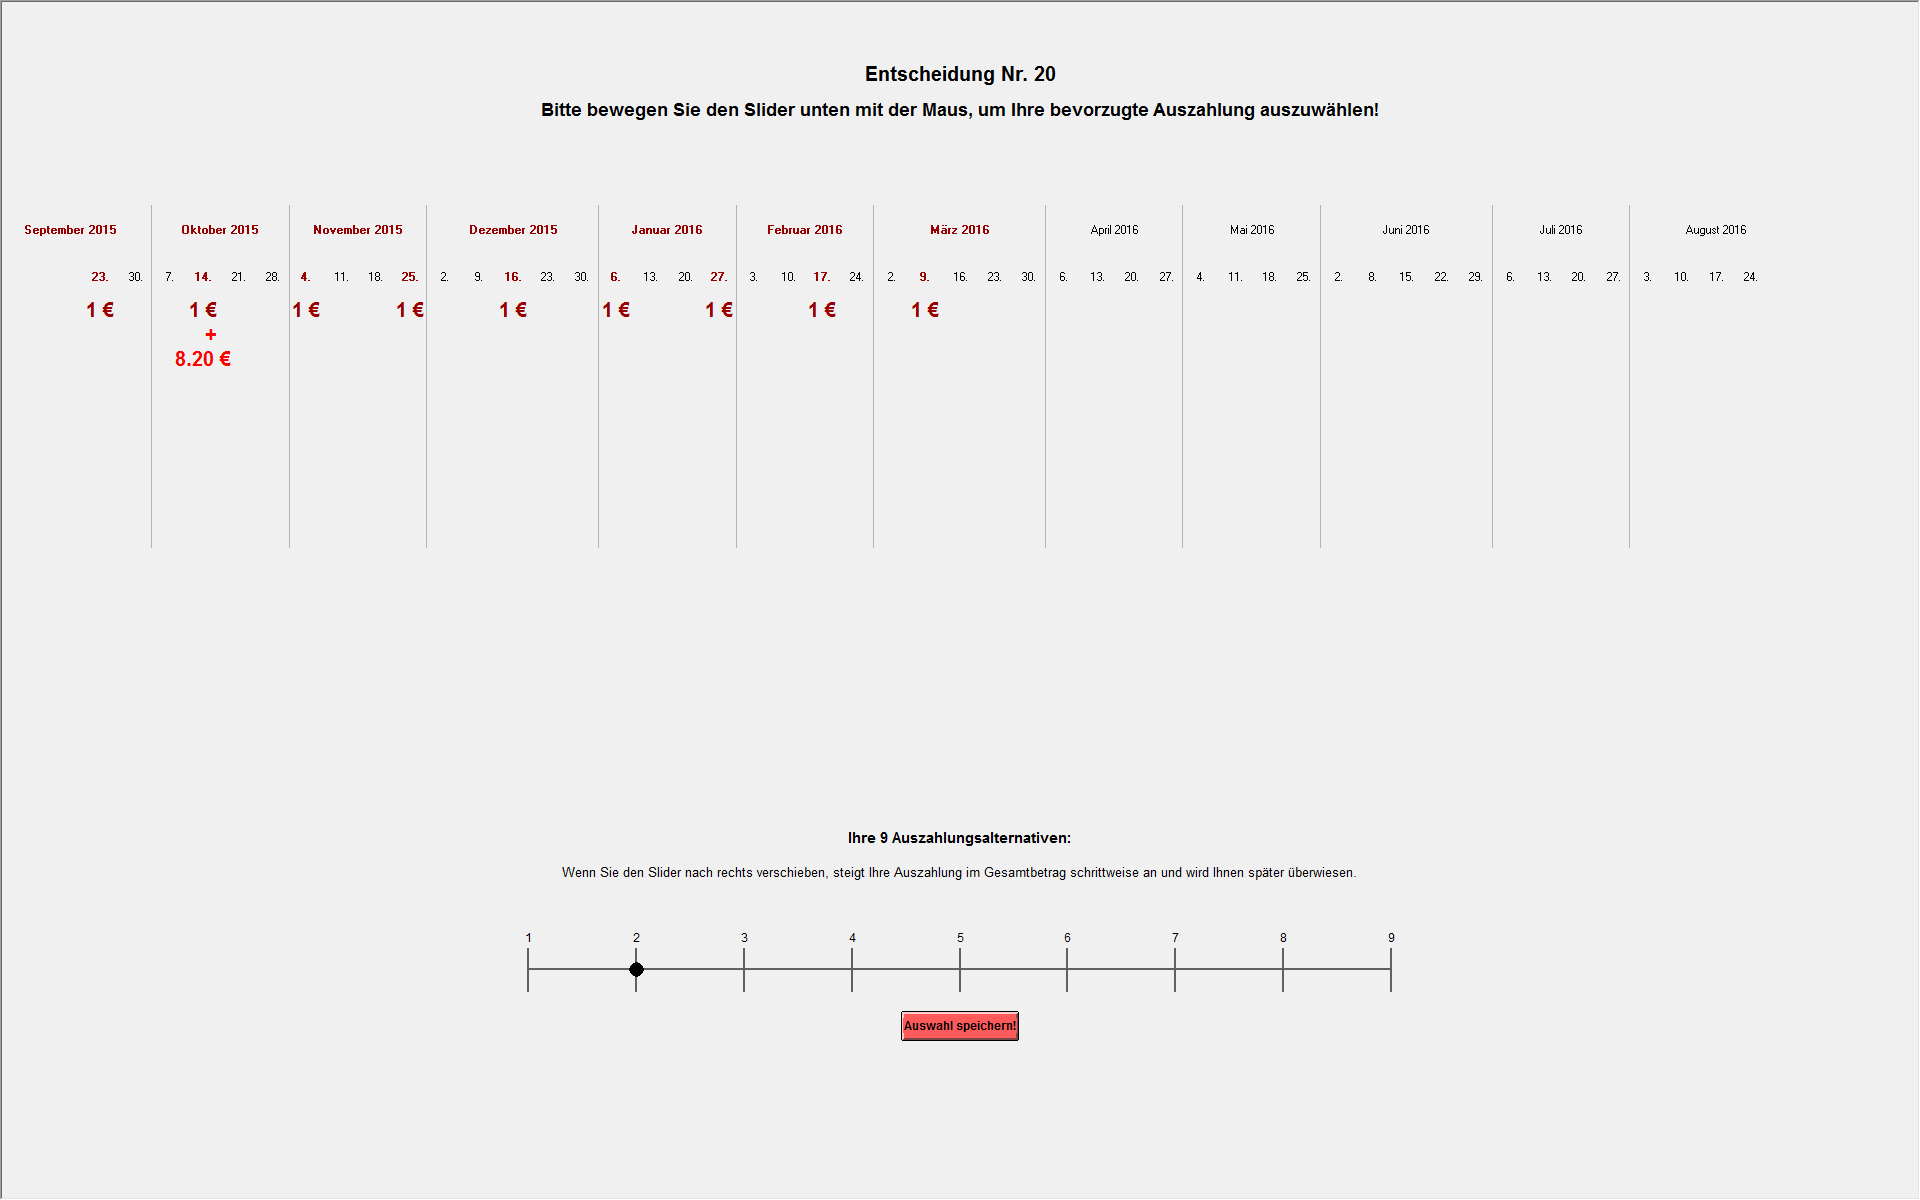 Entscheidung Nr. 20
Bitte bewegen Sie den Slider unten mit der Maus, um Ihre bevorzugte Auszahlung auszuwählen!
September 2015 Oktober 2015 November 2015 Dezember 2015 Januar 2016 Februar 2016 März 2016 April 2016 Mai 2016 Juni 2016 Juli 2016 August 2016
23. 30. 7. 14. 21. 28. 4. 11. 18. 25. 2. 9. 16. 23. 30. 6. 13. 20. 27. 3. 10. 17. 24. 2. 9. 16. 23. 30. 6. 13. 20. 27. 4. 11. 18. 25. 2. 8. 15. 22. 29. 6. 13. 20. 27. 3. 10. 17. 24.
1 € 1 € 1 € 1 € 1 € 1 € 1 € 1 € 1 €
+
8.20 €
Ihre 9 Auszahlungsalternativen:
Wenn Sie den Slider nach rechts verschieben, steigt Ihre Auszahlung im Gesamtbetrag schrittweise an und wird Ihnen später überwiesen.
1 2 3 4 5 6 7 8 9
Auswahl speichern!